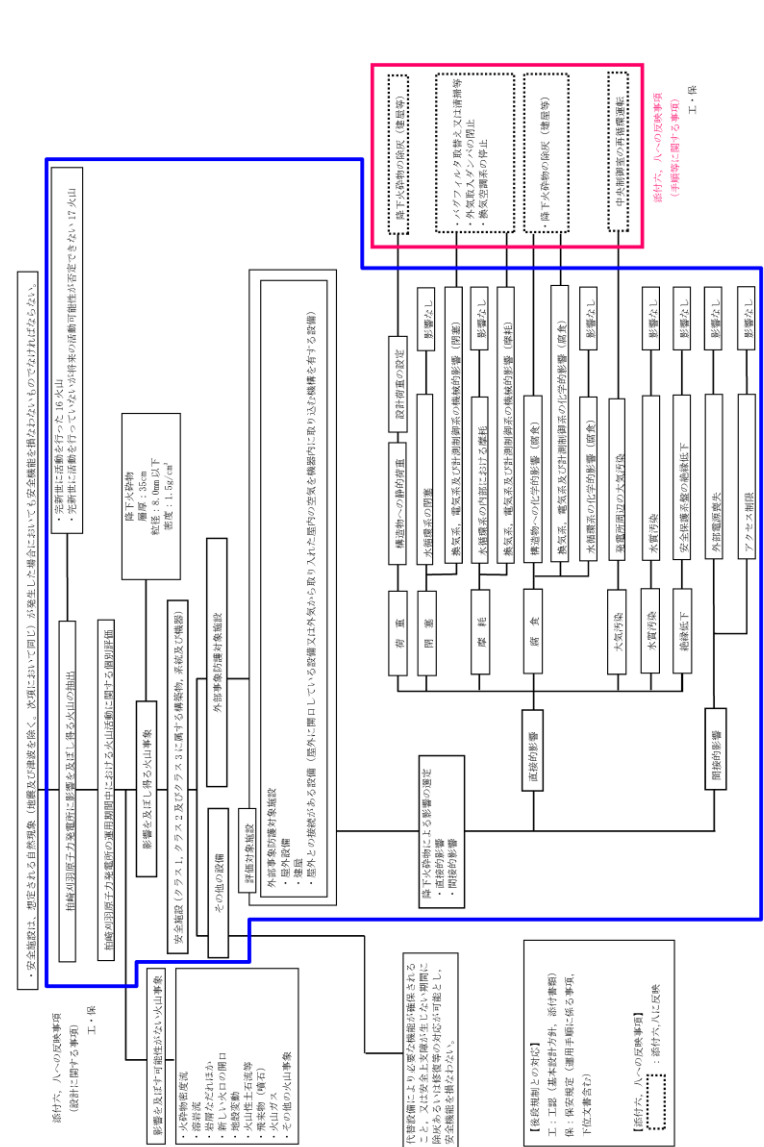 ・安全施設は、想定される自然現象（地震及び津波を除く。次項において同じ）が発生した場合においても安全機能を損なわないものでなければならない。
添付六、八への反映事項
（設計に関する事項）
工・保
柏崎刈羽原子力発電所に影響を及ぼし得る火山の抽出
・完新世に活動を行った 16 火山
・完新世に活動を行っていないが将来の活動可能性が否定できない 17 火山
柏崎刈羽原子力発電所の運用期間中における火山活動に関する個別評価
影響を及ぼす可能性がない火山事象
・火砕物密度流
・溶岩流
・岩屑なだれほか
・新しい火口の開口
・地殻変動
・火山性土石流等
・飛来物（噴石）
・火山ガス
・その他の火山事象
影響を及ぼし得る火山事象
降下火砕物
層厚：35cm
粒径：8.0mm 以下
密度：1.5g/cm³
安全施設（クラス 1、クラス 2 及びクラス 3 に属する構築物、系統及び機器）
その他の設備
外部事象防護対象施設
代替設備により必要な機能が確保される
こと、又は安全上支障が生じない期間に
除灰あるいは修復等の対応が可能とし、
安全機能を損なわない。
評価対象施設
外部事象防護対象施設
・屋外設備
・建屋
・屋外との接続がある設備（屋外に開口している設備又は外気から取り入れた屋内の空気を機器内に取り込む機構を有する設備）
降下火砕物による影響の選定
・直接的影響
・間接的影響
直接的影響
間接的影響
荷　重
構造物への静的荷重
設計荷重の設定
降下火砕物の除灰（建屋等）
閉　塞
水循環系の閉塞
影響なし
換気系、電気系及び計測制御系の機械的影響（閉塞）
・バグフィルタ取替え又は清掃等
・外気取入ダンパの閉止
・換気空調系の停止
摩　耗
水循環系の内部における摩耗
影響なし
換気系、電気系及び計測制御系の機械的影響（摩耗）
腐　食
構造物への化学的影響（腐食）
・降下火砕物の除灰（建屋等）
換気系、電気系及び計測制御系の化学的影響（腐食）
水循環系の化学的影響（腐食）
影響なし
大気汚染
発電所周辺の大気汚染
中央制御室の再循環運転
水質汚染
水質汚染
影響なし
絶縁低下
安全保護系盤の絶縁低下
影響なし
外部電源喪失
影響なし
アクセス制限
影響なし
添付六、八への反映事項
（手順等に関する事項）
工・保
【後段規制との対応】
工：工認（基本設計方針、添付書類）
保：保安規定（運用手順に係る事項、
下位文書含む）
【添付六、八への反映事項】
：添付六、八に反映